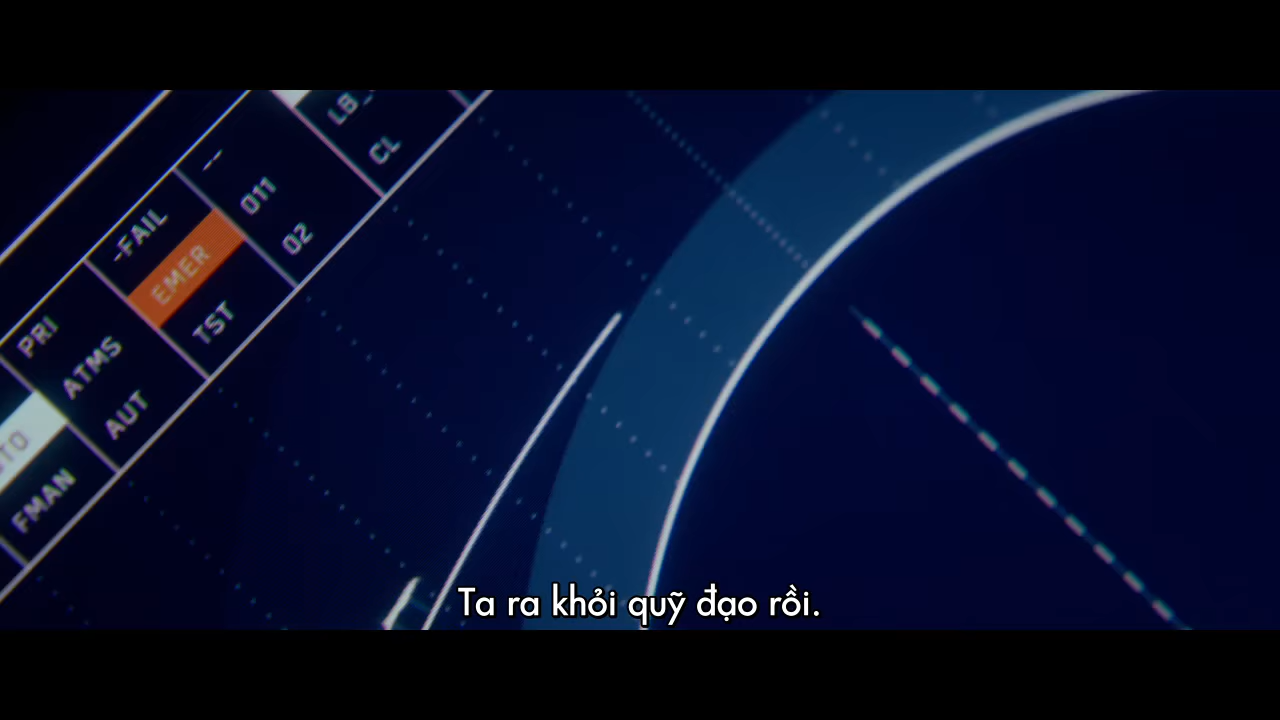 LB_
CL
--
011
02
-FAIL
EMER
TST
PRI
ATMS
AUT
FMAN
Ta ra khỏi quỹ đạo rồi.